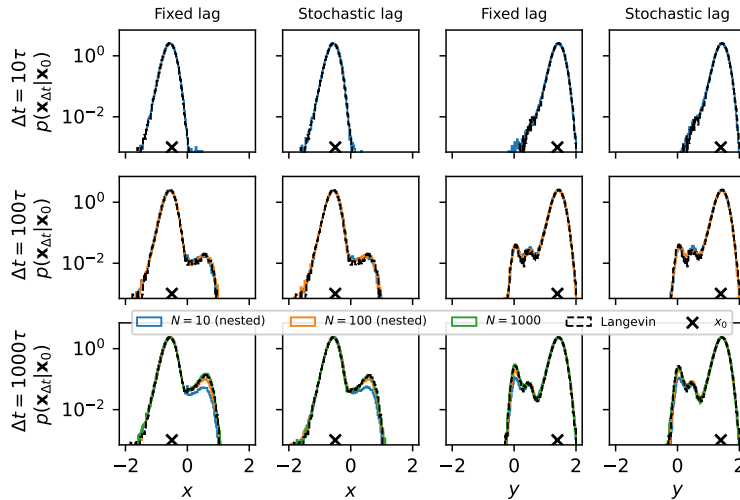 Fixed lag Stochastic lag Fixed lag Stochastic lag
Δt = 10τ
p(x_Δt|x_0)
10^0
10^−2
Δt = 100τ
p(x_Δt|x_0)
10^0
10^−2
N = 10 (nested) N = 100 (nested) N = 1000 Langevin x_0
Δt = 1000τ
p(x_Δt|x_0)
10^0
10^−2
−2 0 2 −2 0 2 −2 0 2 −2 0 2
x x y y